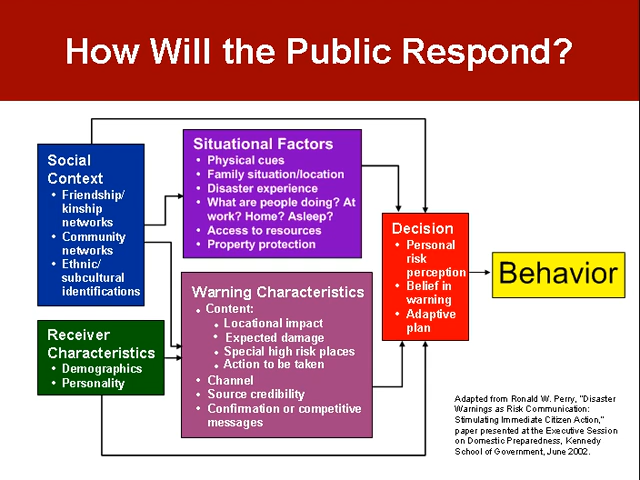 How Will the Public Respond?
Social
Context
• Friendship/
kinship
networks
• Community
networks
• Ethnic/
subcultural
identifications
Receiver
Characteristics
• Demographics
• Personality
Situational Factors
• Physical cues
• Family situation/location
• Disaster experience
• What are people doing? At
work? Home? Asleep?
• Access to resources
• Property protection
Warning Characteristics
• Content:
• Locational impact
• Expected damage
• Special high risk places
• Action to be taken
• Channel
• Source credibility
• Confirmation or competitive
messages
Decision
• Personal
risk
perception
• Belief in
warning
• Adaptive
plan
Behavior
Adapted from Ronald W. Perry, "Disaster
Warnings as Risk Communication:
Stimulating Immediate Citizen Action,"
paper presented at the Executive Session
on Domestic Preparedness, Kennedy
School of Government, June 2002.